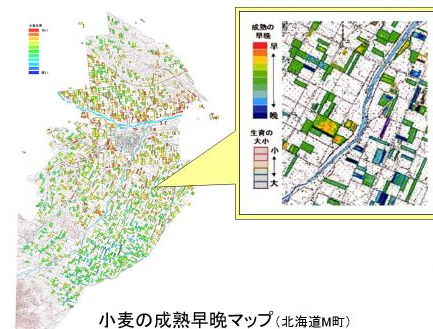 成熟の
早晩
早
晩
生育の
大小
小
大
小麦の成熟早晩マップ（北海道M町）